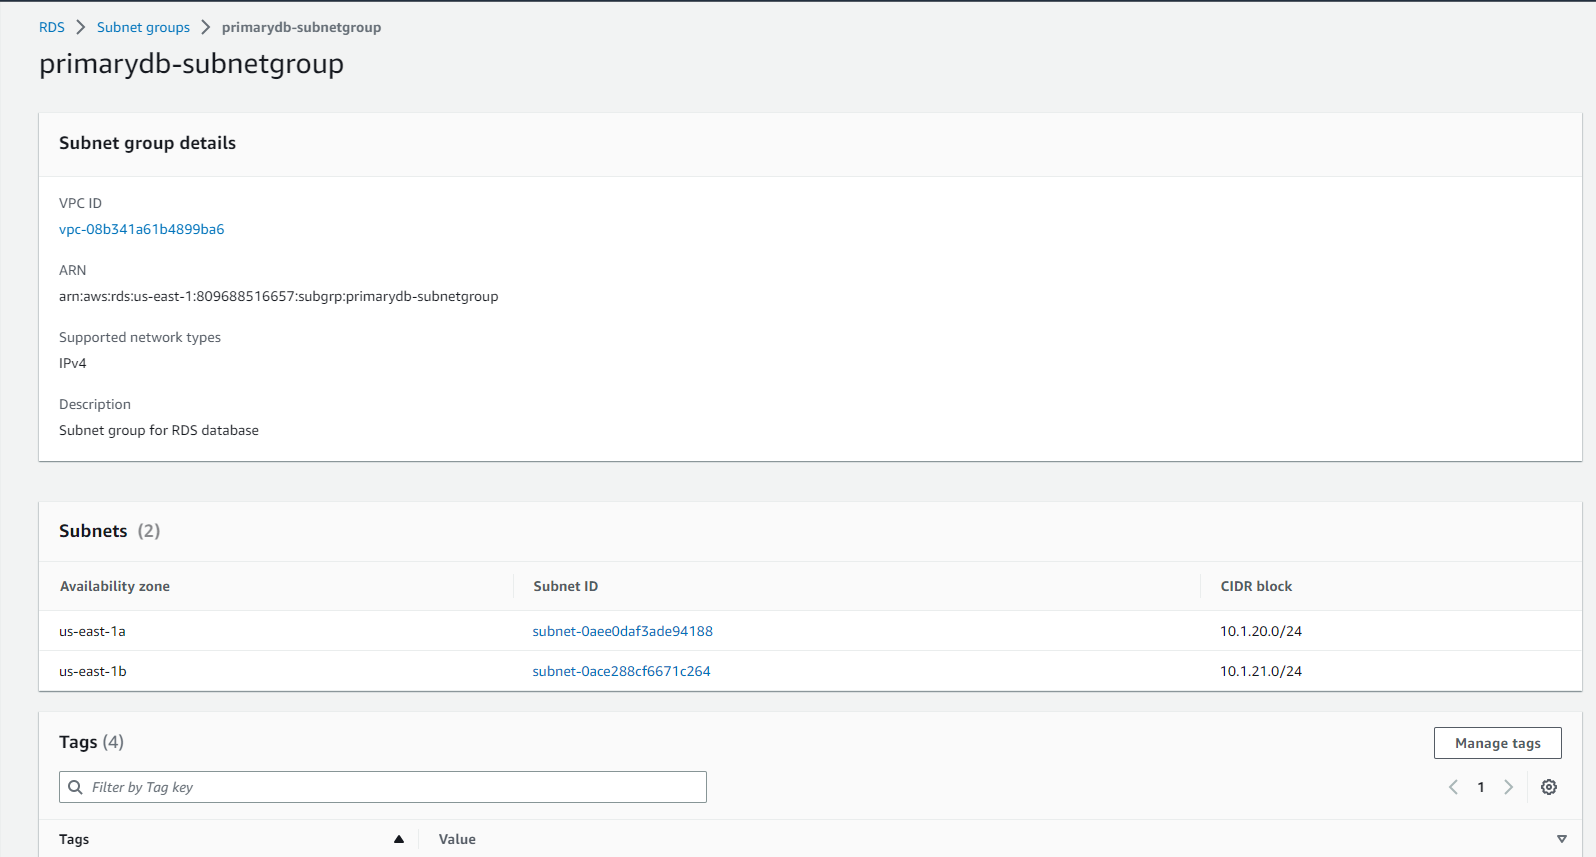 RDS > Subnet groups > primarydb-subnetgroup
primarydb-subnetgroup
Subnet group details
VPC ID
vpc-08b341a61b4899ba6
ARN
arn:aws:rds:us-east-1:809688516657:subgrp:primarydb-subnetgroup
Supported network types
IPv4
Description
Subnet group for RDS database
Subnets (2)
Availability zone Subnet ID CIDR block
us-east-1a subnet-0aee0daf3ade94188 10.1.20.0/24
us-east-1b subnet-0ace288cf6671c264 10.1.21.0/24
Tags (4) Manage tags
Filter by Tag key 1
Tags Value